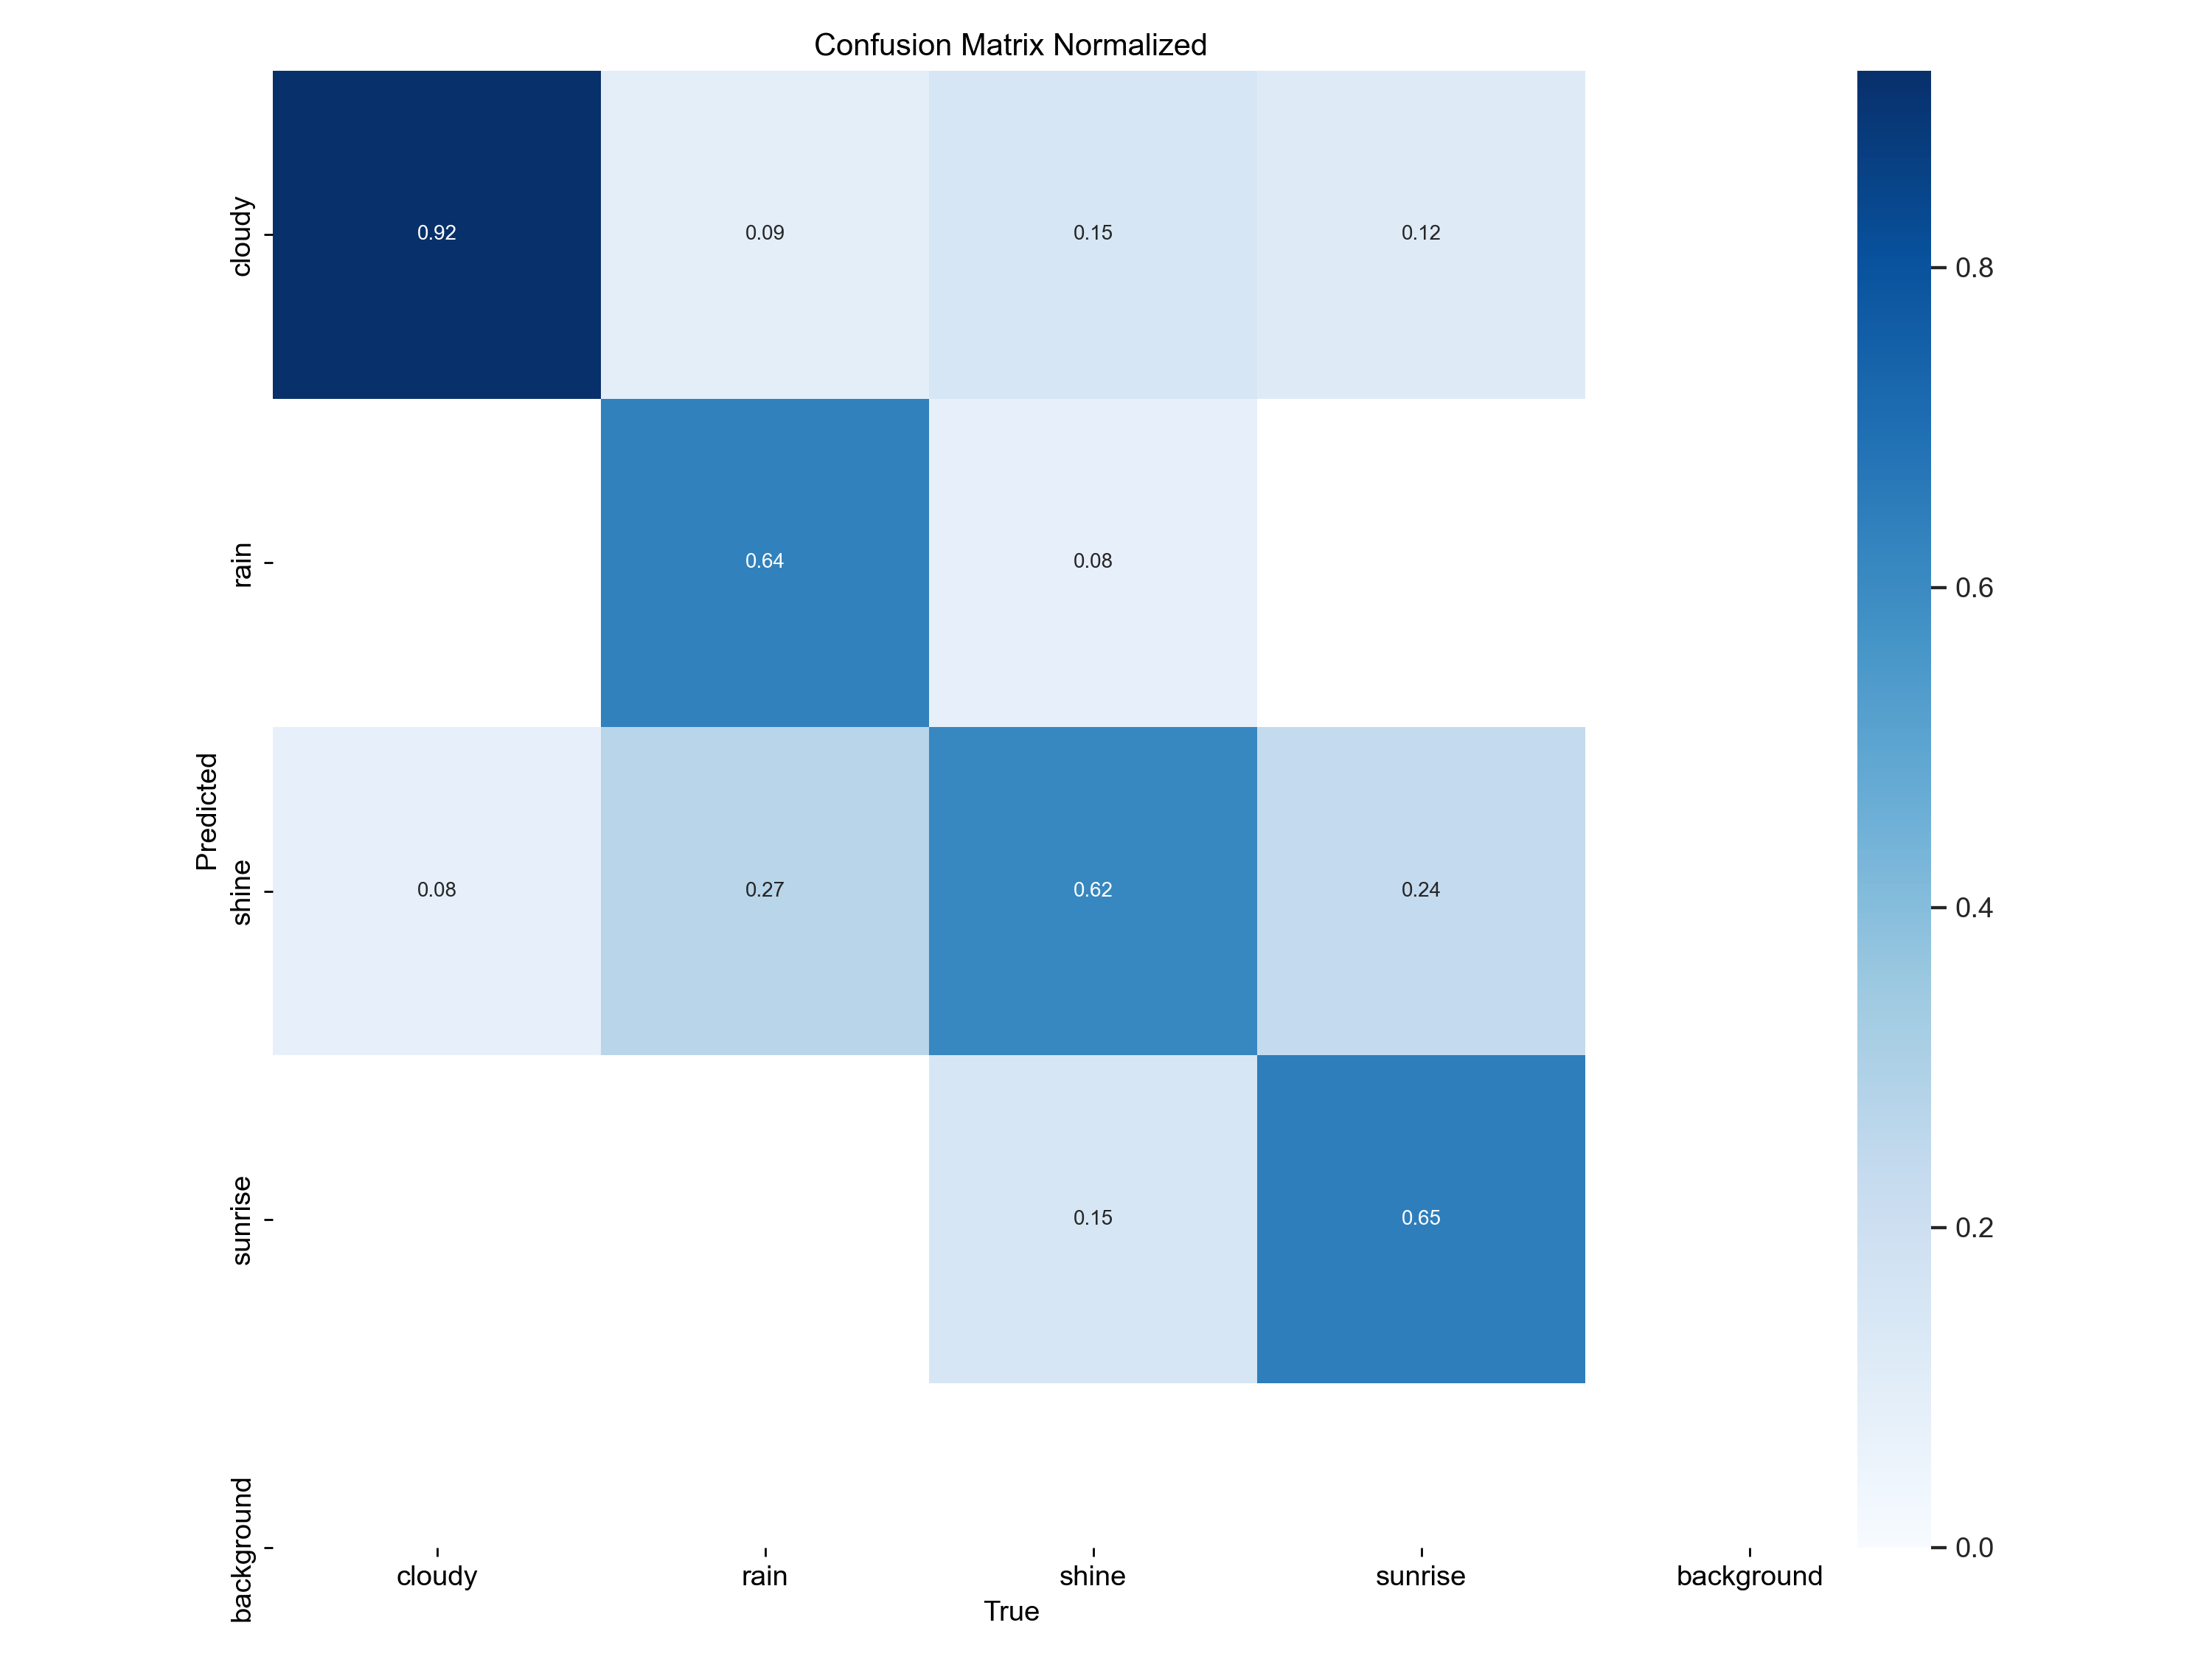 Confusion Matrix Normalized
cloudy
0.92
0.09
0.15
0.12
0.8
rain
0.64
0.08
0.6
Predicted
shine
0.08
0.27
0.62
0.24
0.4
sunrise
0.15
0.65
0.2
background
0.0
cloudy
rain
shine
sunrise
background
True